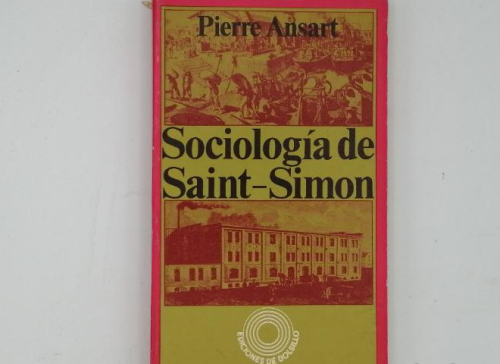 Pierre Ansart
Sociología de
Saint-Simon
EDICIONES DE BOLSILLO